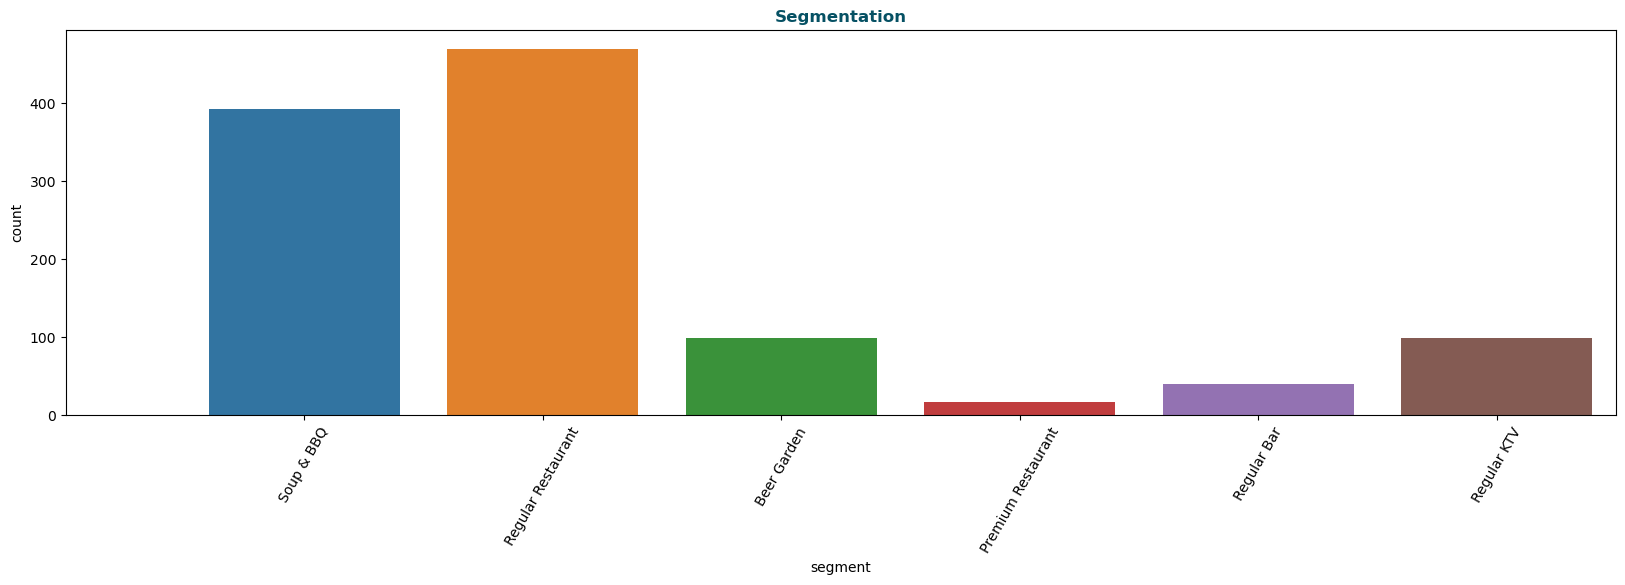 Segmentation
count
400
300
200
100
0
Soup & BBQ
Regular Restaurant
Beer Garden
Premium Restaurant
Regular Bar
Regular KTV
segment